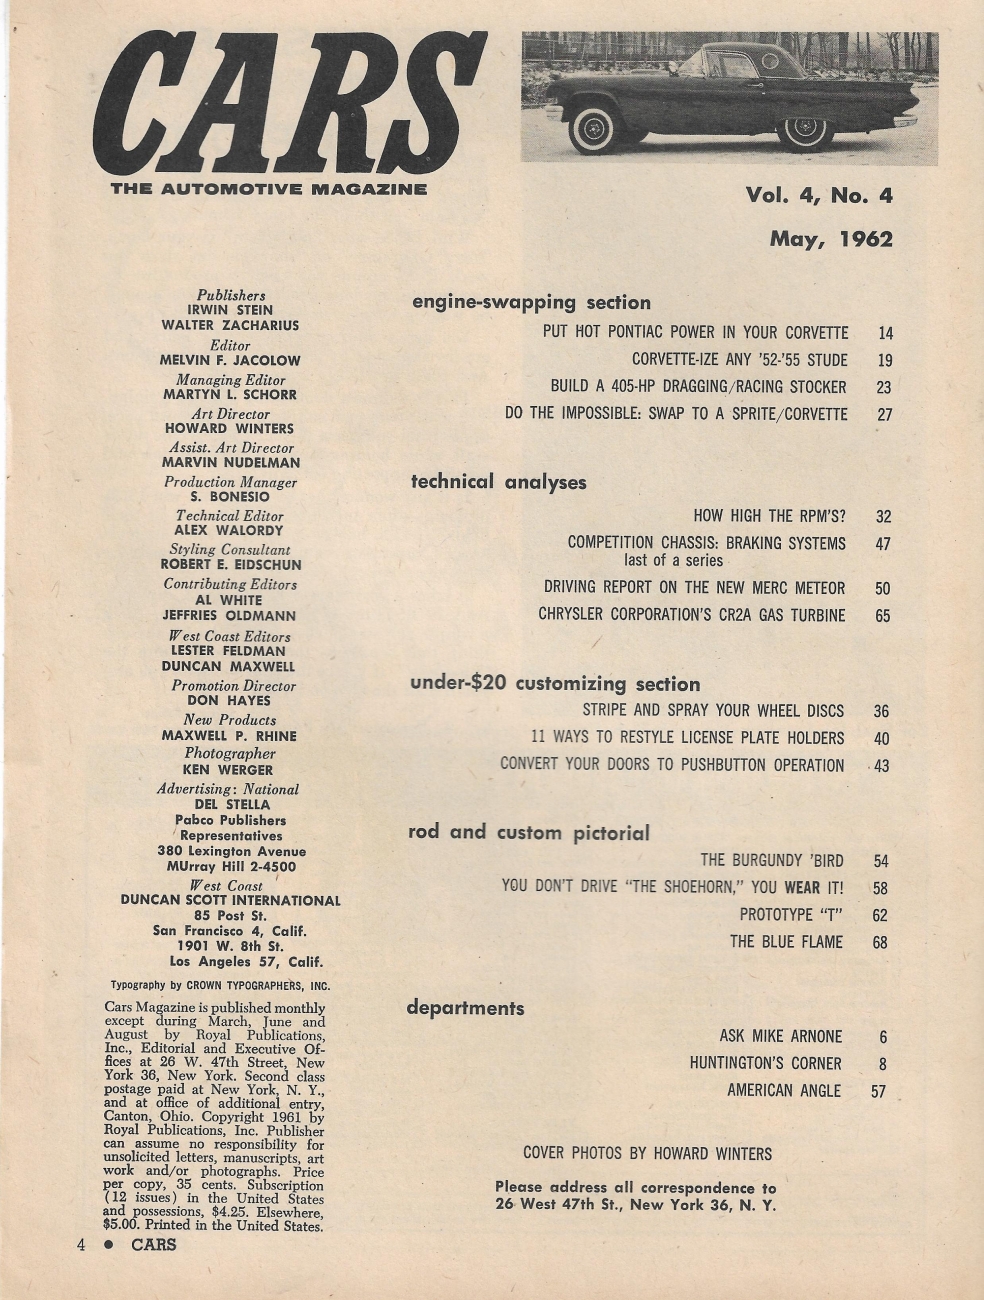 CARS
THE AUTOMOTIVE MAGAZINE
Vol. 4, No. 4
May, 1962
Publishers
IRWIN STEIN
WALTER ZACHARIUS
Editor
MELVIN F. JACOLOW
Managing Editor
MARTYN L. SCHORR
Art Director
HOWARD WINTERS
Assist. Art Director
MARVIN NUDELMAN
Production Manager
S. BONESIO
Technical Editor
ALEX WALORDY
Styling Consultant
ROBERT E. EIDSCHUN
Contributing Editors
AL WHITE
JEFFRIES OLDMANN
West Coast Editors
LESTER FELDMAN
DUNCAN MAXWELL
Promotion Director
DON HAYES
New Products
MAXWELL P. RHINE
Photographer
KEN WERGER
Advertising: National
DEL STELLA
Pabco Publishers
Representatives
380 Lexington Avenue
MUrray Hill 2-4500
West Coast
DUNCAN SCOTT INTERNATIONAL
85 Post St.
San Francisco 4, Calif.
1901 W. 8th St.
Los Angeles 57, Calif.
Typography by CROWN TYPOGRAPHERS, INC.
Cars Magazine is published monthly
except during March, June and
August by Royal Publications,
Inc., Editorial and Executive Of-
fices at 26 W. 47th Street, New
York 36, New York. Second class
postage paid at New York, N. Y.,
and at office of additional entry,
Canton, Ohio. Copyright 1961 by
Royal Publications, Inc. Publisher
can assume no responsibility for
unsolicited letters, manuscripts, art
work and/or photographs. Price
per copy, 35 cents. Subscription
(12 issues) in the United States
and possessions, $4.25. Elsewhere,
$5.00. Printed in the United States.
engine-swapping section
PUT HOT PONTIAC POWER IN YOUR CORVETTE 14
CORVETTE-IZE ANY '52-'55 STUDE 19
BUILD A 405-HP DRAGGING/RACING STOCKER 23
DO THE IMPOSSIBLE: SWAP TO A SPRITE/CORVETTE 27
technical analyses
HOW HIGH THE RPM'S? 32
COMPETITION CHASSIS: BRAKING SYSTEMS 47
last of a series
DRIVING REPORT ON THE NEW MERC METEOR 50
CHRYSLER CORPORATION'S CR2A GAS TURBINE 65
under-$20 customizing section
STRIPE AND SPRAY YOUR WHEEL DISCS 36
11 WAYS TO RESTYLE LICENSE PLATE HOLDERS 40
CONVERT YOUR DOORS TO PUSHBUTTON OPERATION 43
rod and custom pictorial
THE BURGUNDY 'BIRD 54
YOU DON'T DRIVE "THE SHOEHORN," YOU WEAR IT! 58
PROTOTYPE "T" 62
THE BLUE FLAME 68
departments
ASK MIKE ARNONE 6
HUNTINGTON'S CORNER 8
AMERICAN ANGLE 57
COVER PHOTOS BY HOWARD WINTERS
Please address all correspondence to
26 West 47th St., New York 36, N. Y.
4 ● CARS